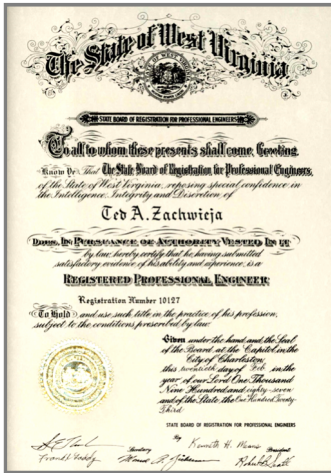 The State of West Virginia
STATE BOARD OF REGISTRATION FOR PROFESSIONAL ENGINEERS
To all to whom these presents shall come, Greeting
Know Ye That The State Board of Registration for Professional Engineers,
of the State of West Virginia, reposing special confidence in
the Intelligence, Integrity and Discretion of
Ted A. Zachwieja
Does, In Pursuance of Authority Vested In It
by law, hereby certify that he, having submitted
satisfactory evidence of his ability and experience, is a
Registered Professional Engineer
Registration Number 10127
To Hold and use such title in the practice of his profession,
subject to the conditions prescribed by law
Given under the hand and the Seal
of the Board at the Capitol, in the
City of Charleston,
this twentieth day of Feb in the
year of our Lord One Thousand
Nine Hundred and eighty-seven
and of the State, the One Hundred Twenty-
Third.
STATE BOARD OF REGISTRATION FOR PROFESSIONAL ENGINEERS
By
Secretary
President